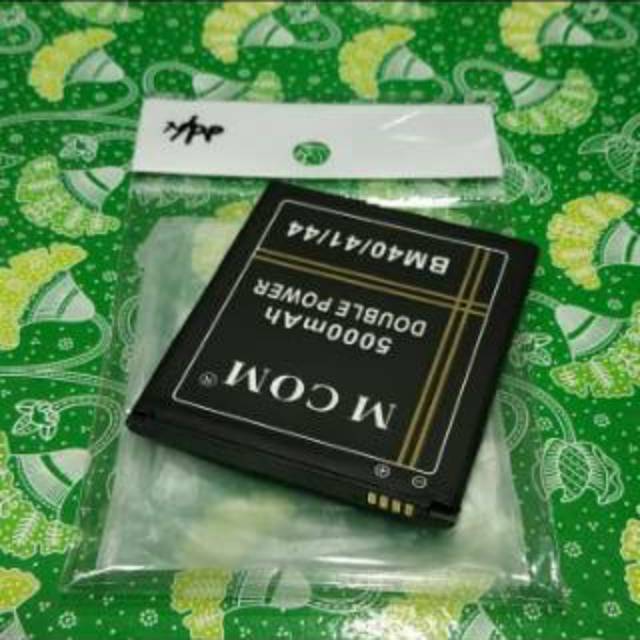 M COM ®
5000mAh
DOUBLE POWER
BM40/41/44